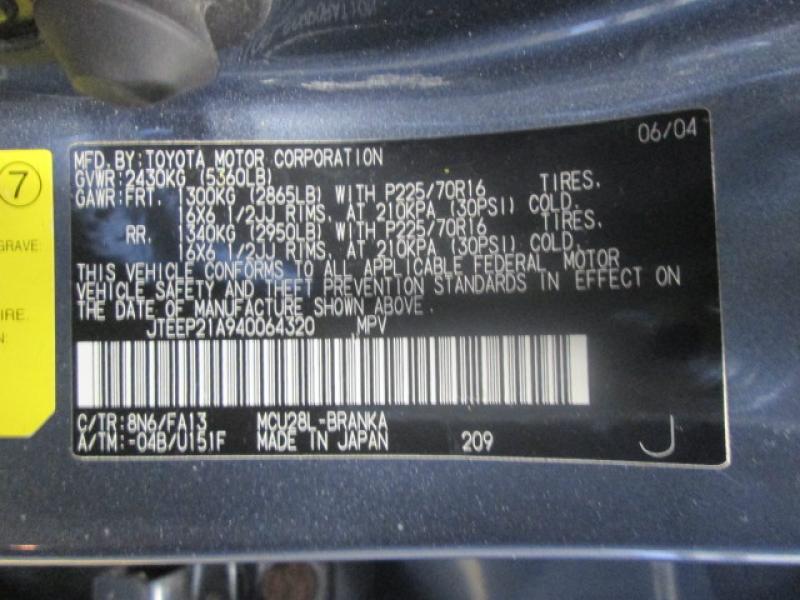 06/04
MFD. BY: TOYOTA MOTOR CORPORATION
GVWR: 2430KG (5360LB)
GAWR: FRT. 1300KG (2865LB) WITH P225/70R16 TIRES.
16X6 1/2JJ RIMS, AT 210KPA (30PSI) COLD.
RR. 1340KG (2950LB) WITH P225/70R16 TIRES.
16X6 1/2JJ RIMS, AT 210KPA (30PSI) COLD.
THIS VEHICLE CONFORMS TO ALL APPLICABLE FEDERAL MOTOR
VEHICLE SAFETY AND THEFT PREVENTION STANDARDS IN EFFECT ON
THE DATE OF MANUFACTURE SHOWN ABOVE.
JTEEP21A940064320 MPV
C/TR: 8N6/FA13 MCU28L-BRANKA
A/TM: -04B/U151F MADE IN JAPAN 209
J
7
GRAVE.
IRE.
N: